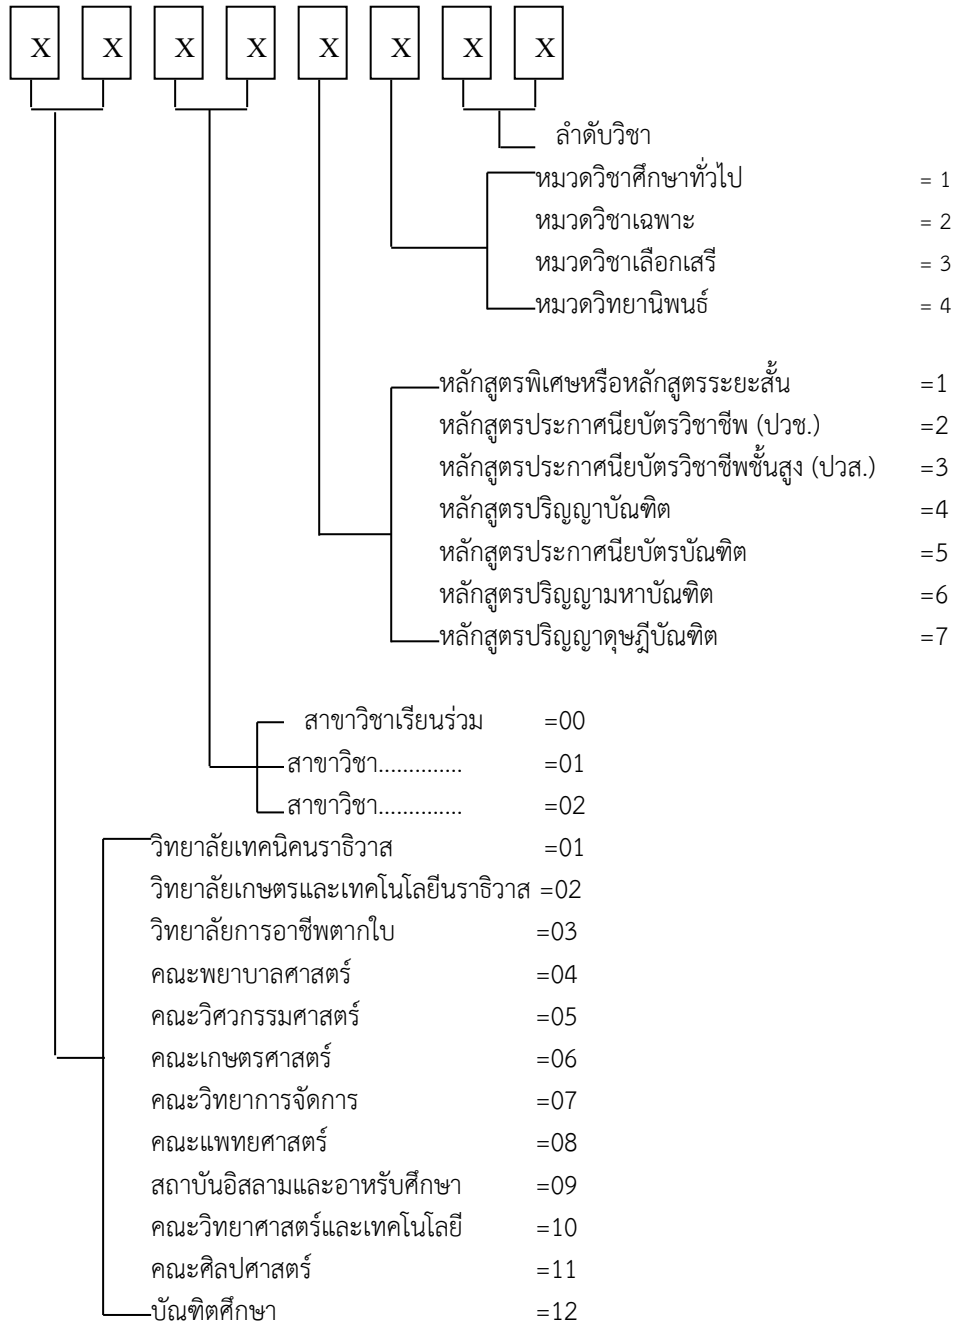 X X X X X X X X
ลำดับวิชา
หมวดวิชาศึกษาทั่วไป = 1
หมวดวิชาเฉพาะ = 2
หมวดวิชาเลือกเสรี = 3
หมวดวิทยานิพนธ์ = 4
หลักสูตรพิเศษหรือหลักสูตรระยะสั้น =1
หลักสูตรประกาศนียบัตรวิชาชีพ (ปวช.) =2
หลักสูตรประกาศนียบัตรวิชาชีพชั้นสูง (ปวส.) =3
หลักสูตรปริญญาบัณฑิต =4
หลักสูตรประกาศนียบัตรบัณฑิต =5
หลักสูตรปริญญามหาบัณฑิต =6
หลักสูตรปริญญาดุษฎีบัณฑิต =7
สาขาวิชาเรียนร่วม =00
สาขาวิชา.............. =01
สาขาวิชา.............. =02
วิทยาลัยเทคนิคนราธิวาส =01
วิทยาลัยเกษตรและเทคโนโลยีนราธิวาส =02
วิทยาลัยการอาชีพตากใบ =03
คณะพยาบาลศาสตร์ =04
คณะวิศวกรรมศาสตร์ =05
คณะเกษตรศาสตร์ =06
คณะวิทยาการจัดการ =07
คณะแพทยศาสตร์ =08
สถาบันอิสลามและอาหรับศึกษา =09
คณะวิทยาศาสตร์และเทคโนโลยี =10
คณะศิลปศาสตร์ =11
บัณฑิตศึกษา =12